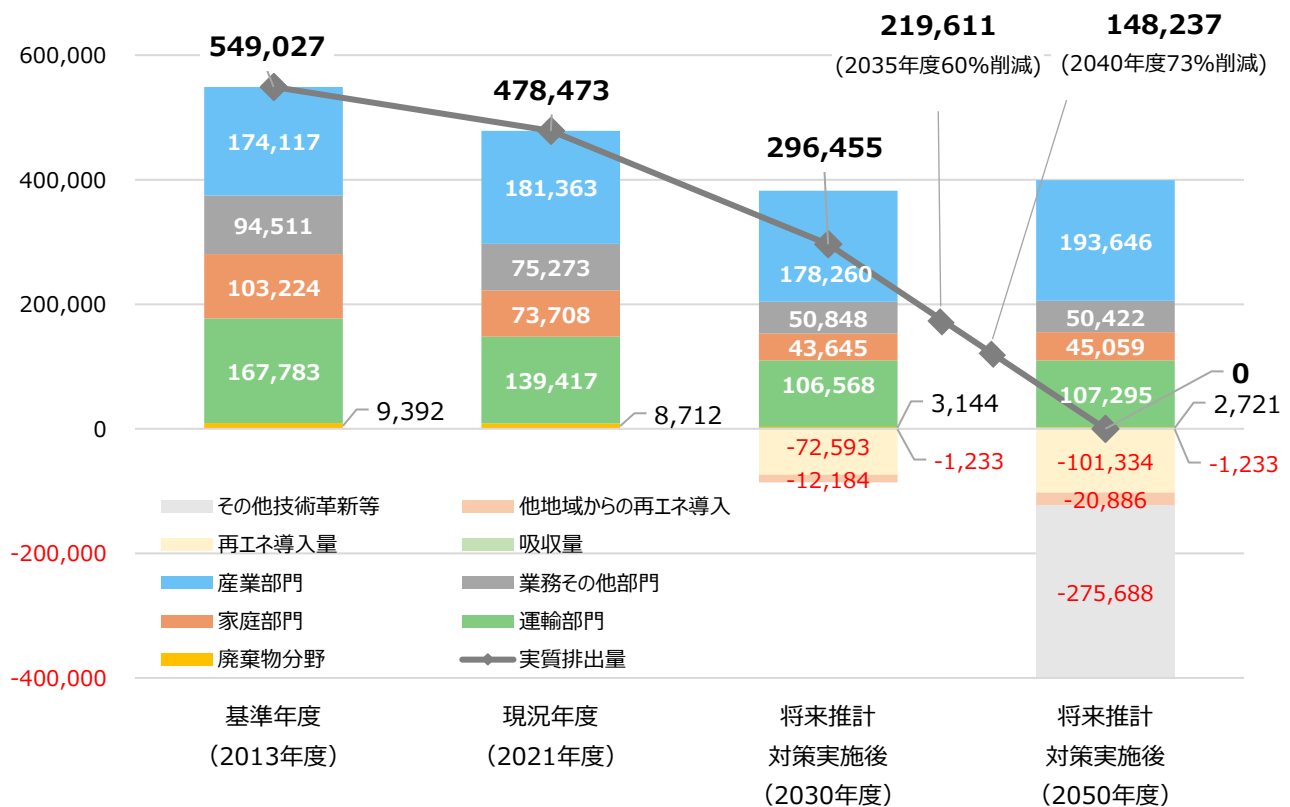 219,611
(2035年度60%削減)
148,237
(2040年度73%削減)
549,027
478,473
296,455
0
600,000
400,000
200,000
0
-200,000
-400,000
174,117
94,511
103,224
167,783
9,392
181,363
75,273
73,708
139,417
8,712
178,260
50,848
43,645
106,568
3,144
-1,233
-72,593
-12,184
193,646
50,422
45,059
107,295
2,721
-1,233
-101,334
-20,886
-275,688
その他技術革新等
他地域からの再エネ導入
再エネ導入量
吸収量
産業部門
業務その他部門
家庭部門
運輸部門
廃棄物分野
実質排出量
基準年度
（2013年度）
現況年度
（2021年度）
将来推計
対策実施後
（2030年度）
将来推計
対策実施後
（2050年度）